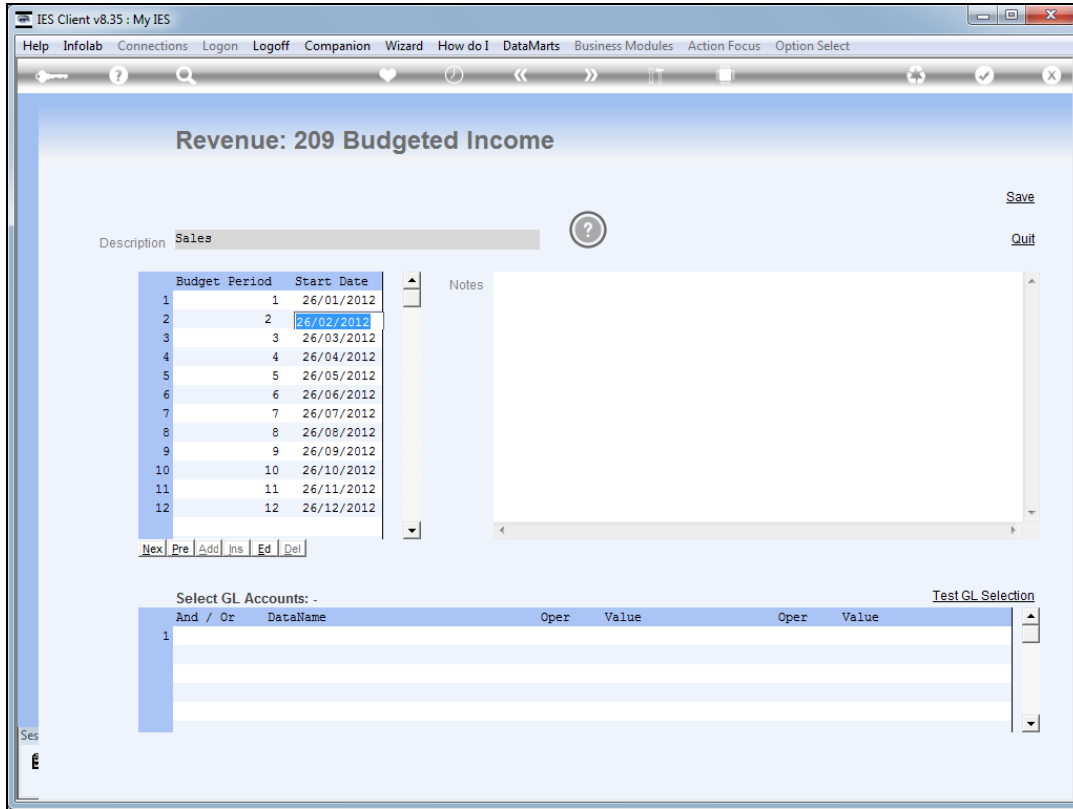 IES Client v8.35 : My IES
Help Infolab Connections Logon Logoff Companion Wizard How do I DataMarts Business Modules Action Focus Option Select
Revenue: 209 Budgeted Income
Save
Description Sales ? Quit
Budget Period Start Date Notes
1 1 26/01/2012
2 2 26/02/2012
3 3 26/03/2012
4 4 26/04/2012
5 5 26/05/2012
6 6 26/06/2012
7 7 26/07/2012
8 8 26/08/2012
9 9 26/09/2012
10 10 26/10/2012
11 11 26/11/2012
12 12 26/12/2012
Nex Pre Add Ins Ed Del
Select GL Accounts: - Test GL Selection
And / Or DataName Oper Value Oper Value
1
Ses